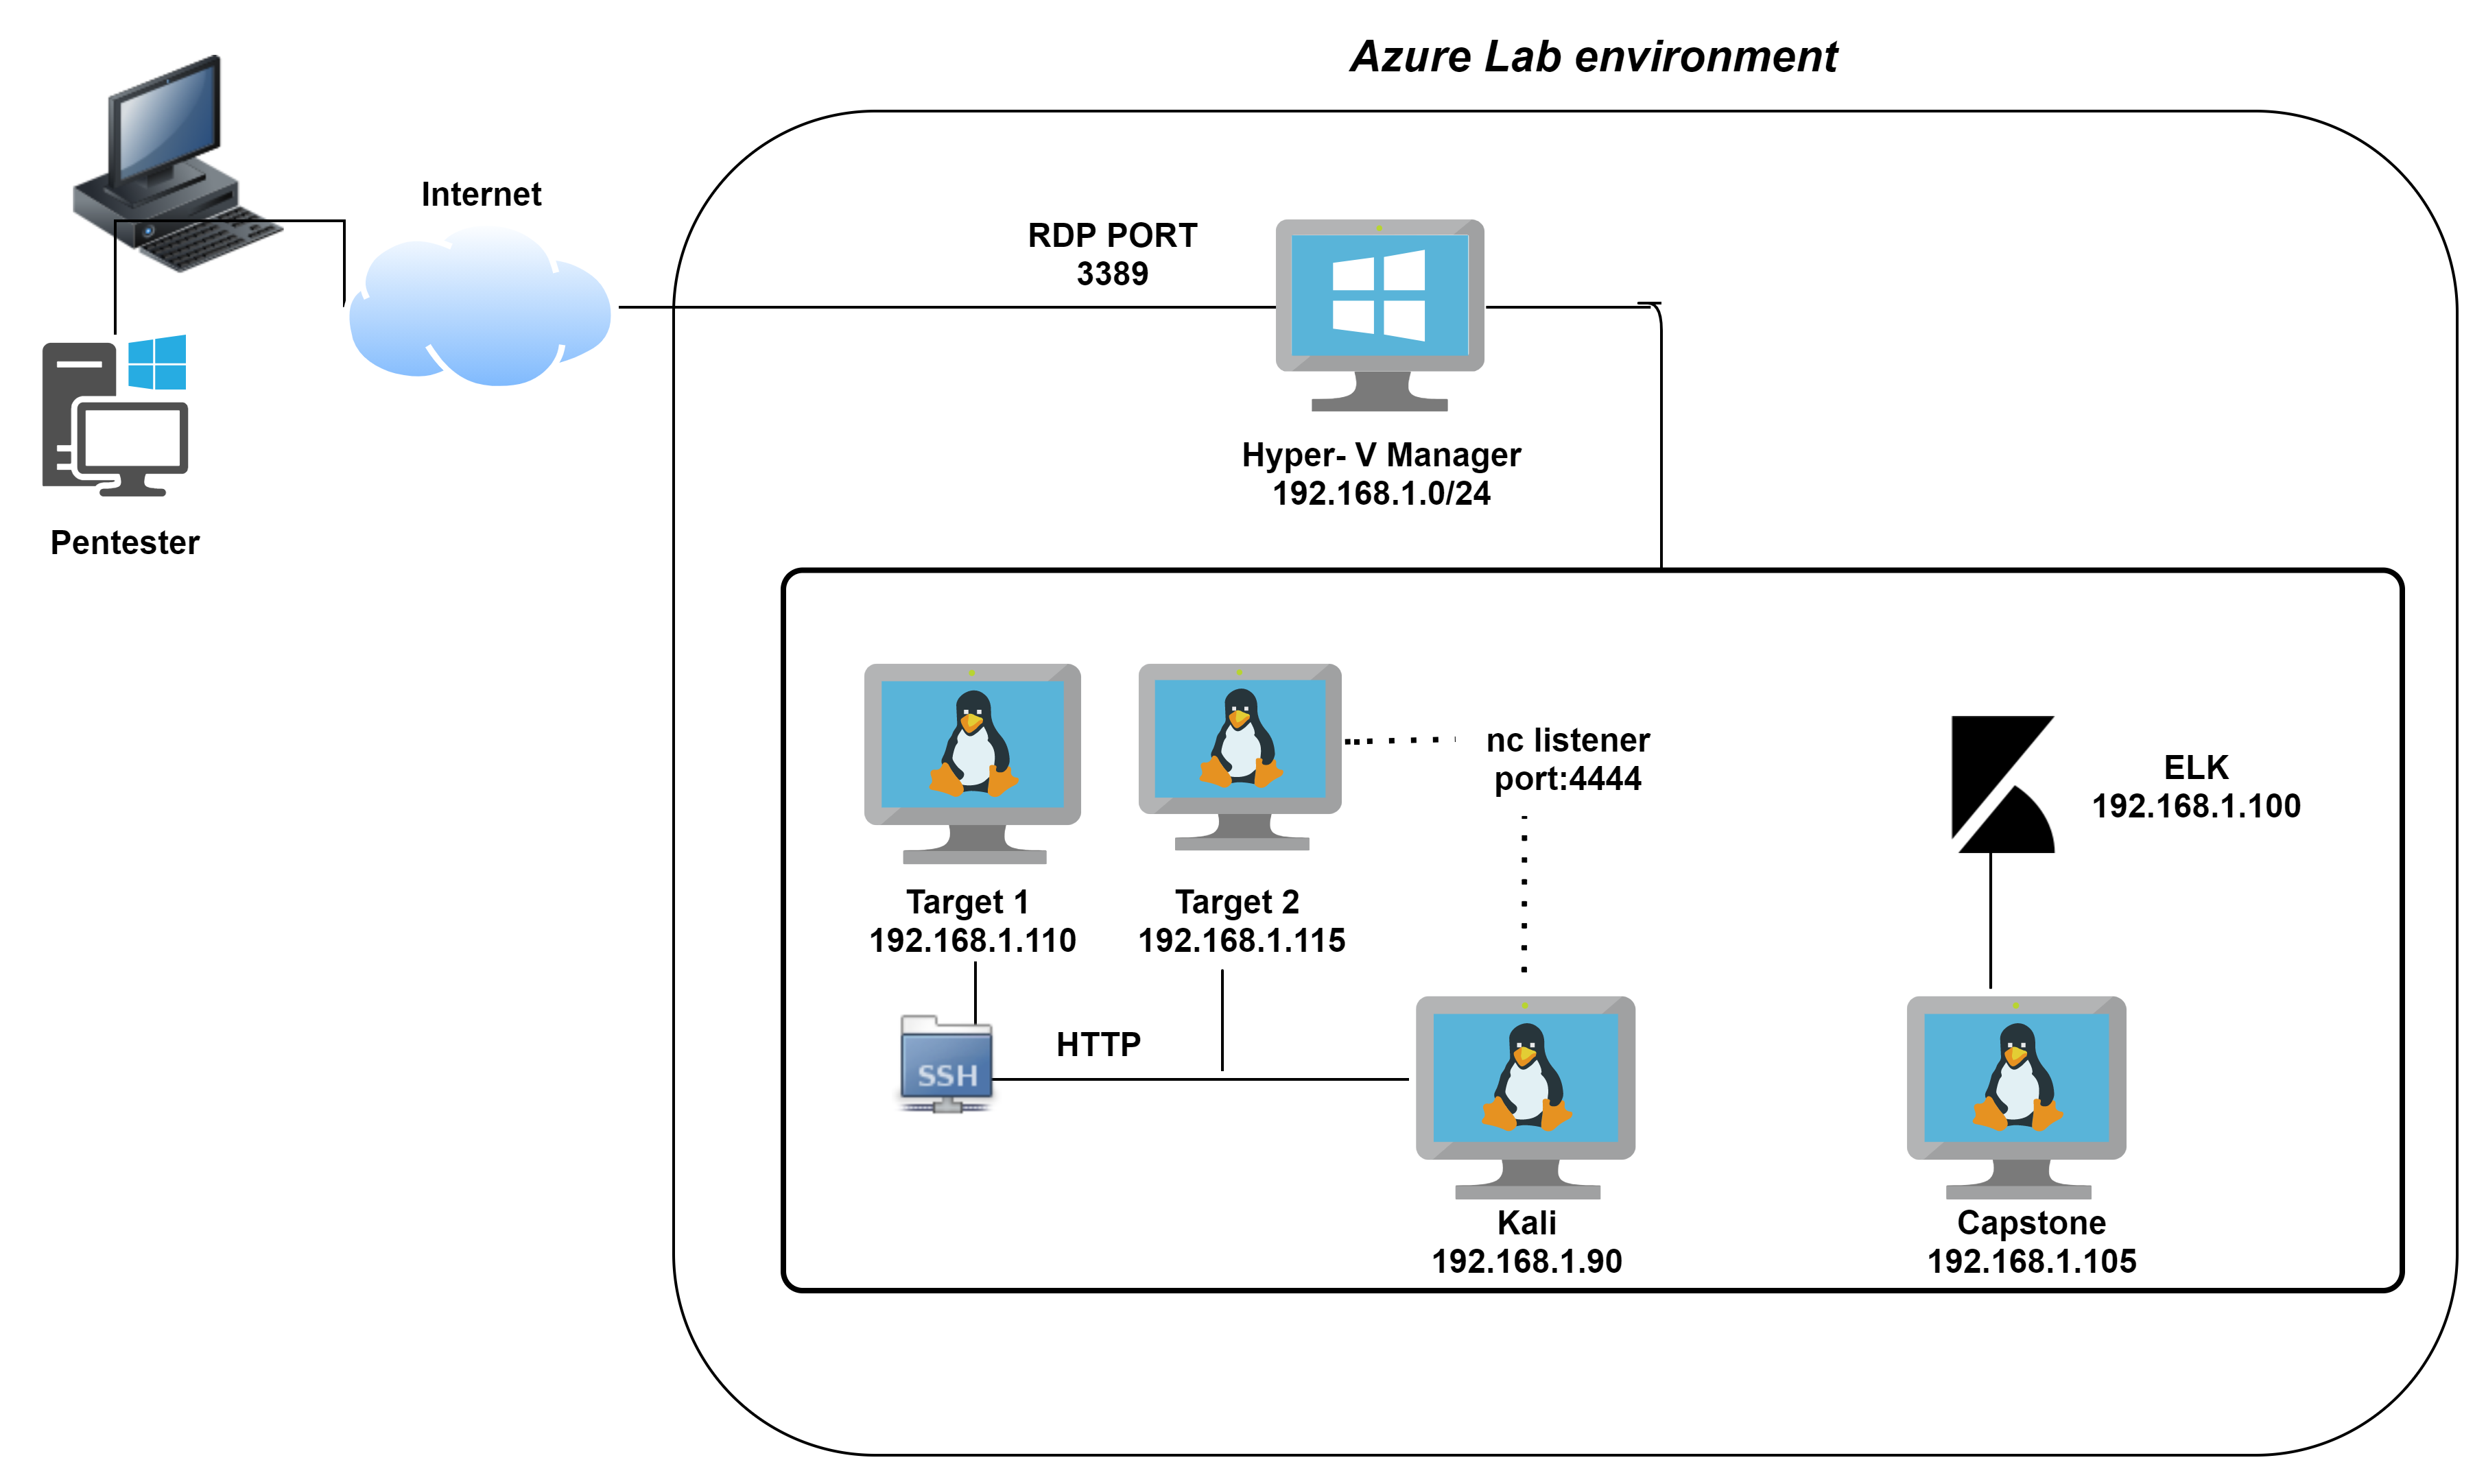 Azure Lab environment
Internet
RDP PORT
3389
Hyper- V Manager
192.168.1.0/24
Pentester
nc listener
port:4444
ELK
192.168.1.100
Target 1
192.168.1.110
Target 2
192.168.1.115
HTTP
SSH
Kali
192.168.1.90
Capstone
192.168.1.105